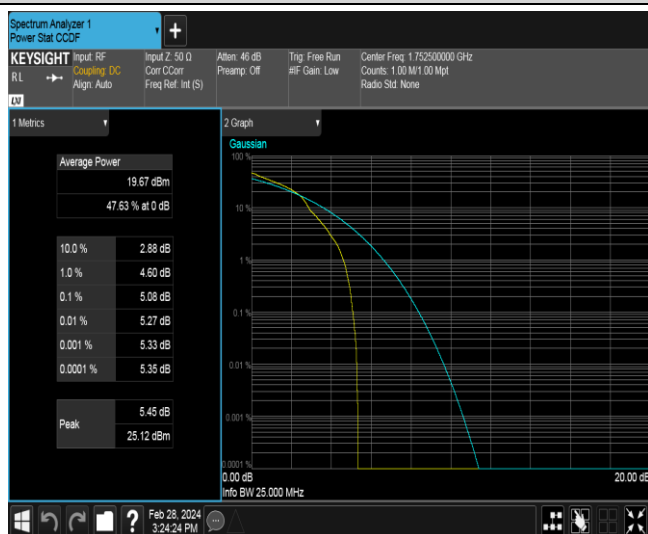 Spectrum Analyzer 1
Power Stat CCDF
+
KEYSIGHT
RL
LXI
Input: RF
Coupling: DC
Align: Auto
Input Z: 50 Ω
Corr CCorr
Freq Ref: Int (S)
Atten: 46 dB
Preamp: Off
Trig: Free Run
#IF Gain: Low
Center Freq: 1.752500000 GHz
Counts: 1.00 M/1.00 Mpt
Radio Std: None
1 Metrics
Average Power
19.67 dBm
47.63 % at 0 dB
10.0 % 2.88 dB
1.0 % 4.60 dB
0.1 % 5.08 dB
0.01 % 5.27 dB
0.001 % 5.33 dB
0.0001 % 5.35 dB
Peak
5.45 dB
25.12 dBm
2 Graph
Gaussian
100 %
10 %
1 %
0.1 %
0.01 %
0.001 %
0.0001 %
0.00 dB
20.00 dB
Info BW 25.000 MHz
?
Feb 28, 2024
3:24:24 PM